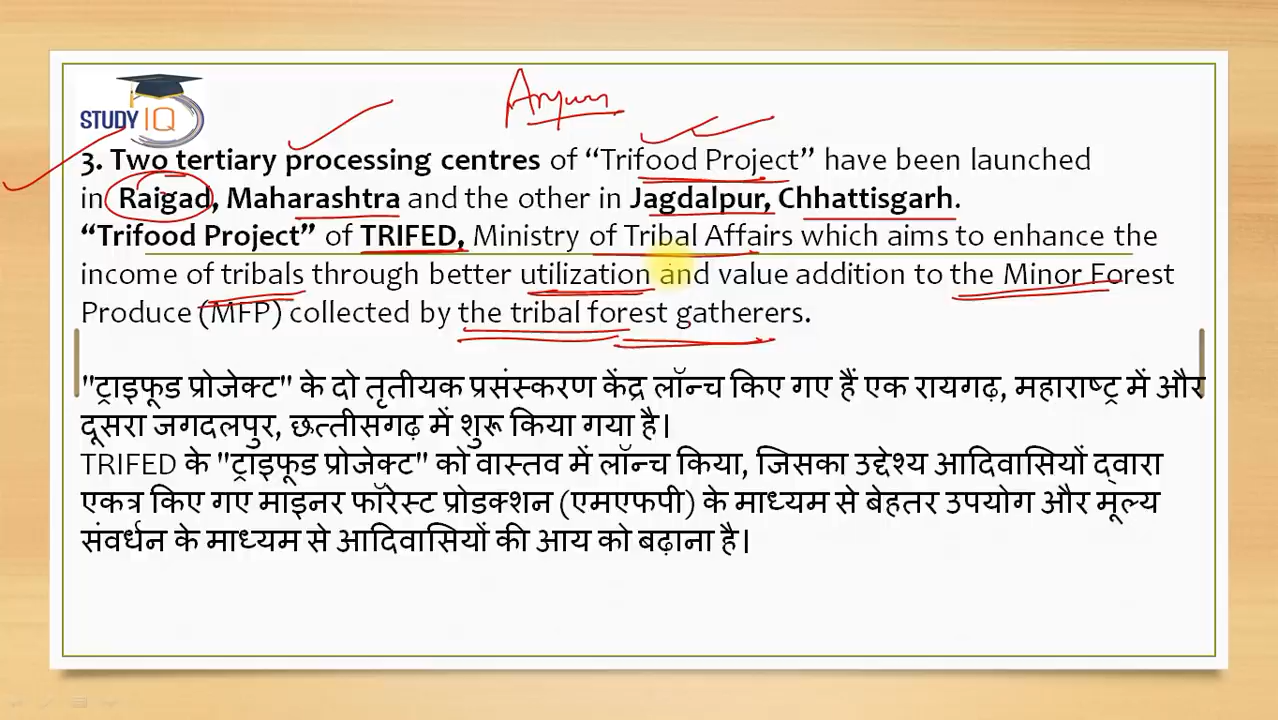 STUDY IQ
Arjun
3. Two tertiary processing centres of “Trifood Project” have been launched
in Raigad, Maharashtra and the other in Jagdalpur, Chhattisgarh.
“Trifood Project” of TRIFED, Ministry of Tribal Affairs which aims to enhance the
income of tribals through better utilization and value addition to the Minor Forest
Produce (MFP) collected by the tribal forest gatherers.
"ट्राइफूड प्रोजेक्ट" के दो तृतीयक प्रसंस्करण केंद्र लॉन्च किए गए हैं एक रायगढ़, महाराष्ट्र में और
दूसरा जगदलपुर, छत्तीसगढ़ में शुरू किया गया है।
TRIFED के "ट्राइफूड प्रोजेक्ट" को वास्तव में लॉन्च किया, जिसका उद्देश्य आदिवासियों द्वारा
एकत्र किए गए माइनर फॉरेस्ट प्रोडक्शन (एमएफपी) के माध्यम से बेहतर उपयोग और मूल्य
संवर्धन के माध्यम से आदिवासियों की आय को बढ़ाना है।